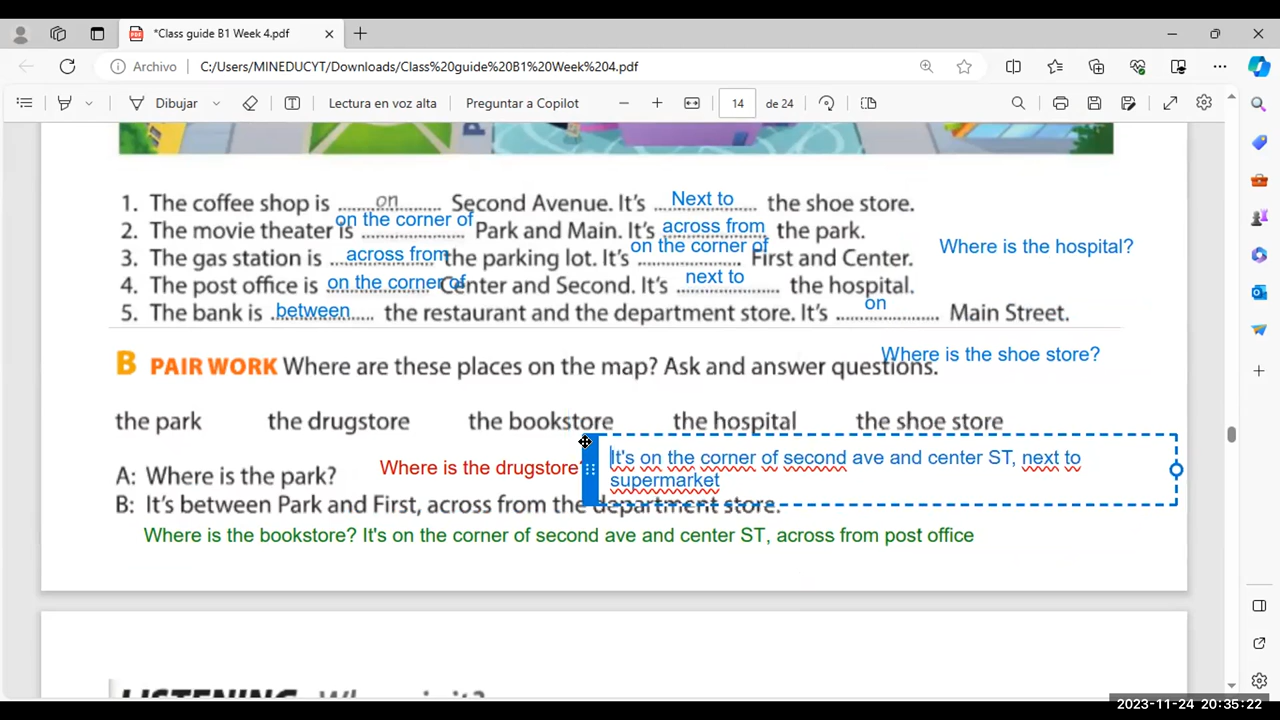 *Class guide B1 Week 4.pdf
Archivo C:/Users/MINEDUCYT/Downloads/Class%20guide%20B1%20Week%204.pdf
Dibujar Lectura en voz alta Preguntar a Copilot 14 de 24
1. The coffee shop is on Second Avenue. It's Next to the shoe store.
2. The movie theater is on the corner of Park and Main. It's across from the park.
3. The gas station is across from the parking lot. It's on the corner of First and Center.
Where is the hospital?
4. The post office is on the corner of Center and Second. It's next to the hospital.
5. The bank is between the restaurant and the department store. It's on Main Street.
Where is the shoe store?
B PAIR WORK Where are these places on the map? Ask and answer questions.
the park the drugstore the bookstore the hospital the shoe store
A: Where is the park? Where is the drugstore?
It's on the corner of second ave and center ST, next to
supermarket
B: It's between Park and First, across from the department store.
Where is the bookstore? It's on the corner of second ave and center ST, across from post office
LISTENING Where is it?
2023-11-24 20:35:22